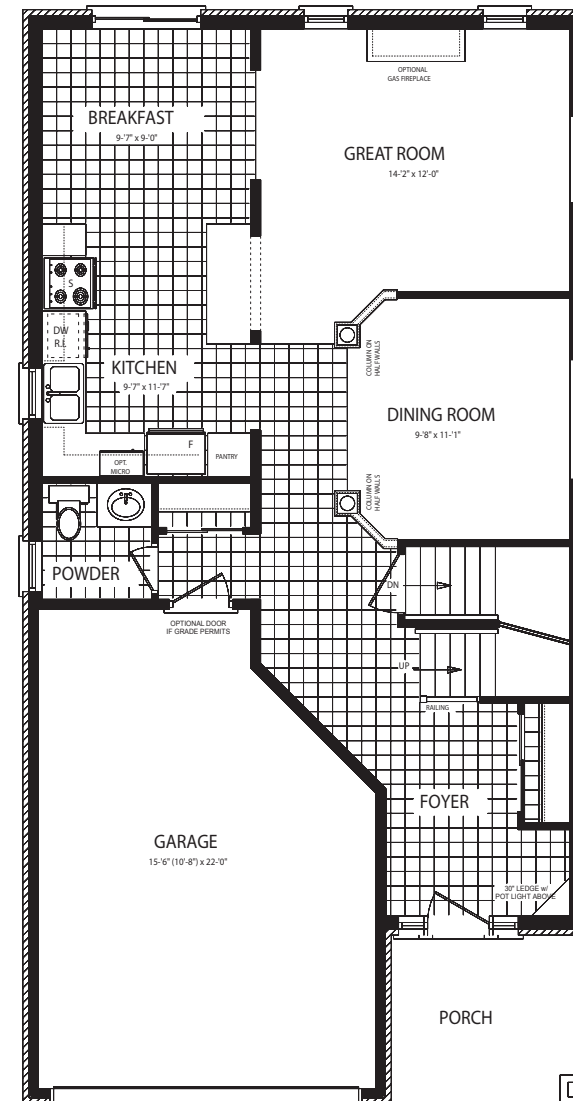 OPTIONAL
GAS FIREPLACE
BREAKFAST
9-'7" x 9-'0"
GREAT ROOM
14-'2" x 12'-0"
S
DW
R.I.
COLUMN ON
HALF WALLS
KITCHEN
9-'7" x 11-'7"
DINING ROOM
9-'8" x 11-'1"
F
OPT.
MICRO
PANTRY
COLUMN ON
HALF WALLS
POWDER
DN
OPTIONAL DOOR
IF GRADE PERMITS
UP
RAILING
FOYER
GARAGE
15-'6" (10'-8") x 22-'0"
30" LEDGE w/
POT LIGHT ABOVE
PORCH